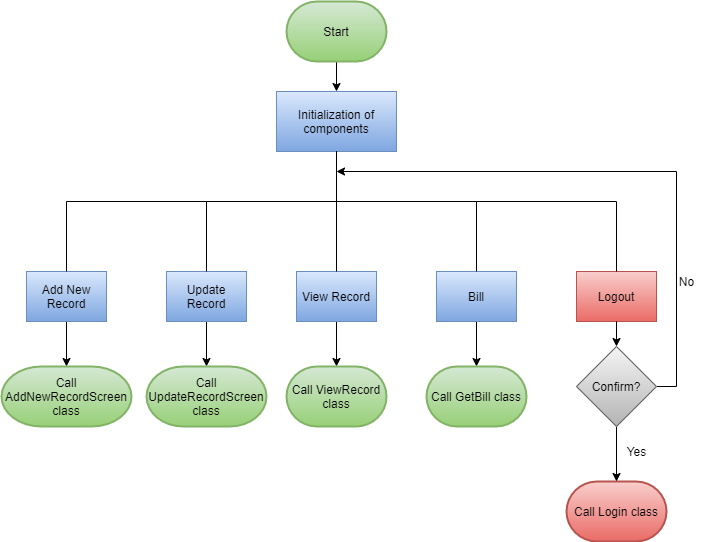 Start
Initialization of
components
Add New
Record
Update
Record
View Record
Bill
Logout
No
Call
AddNewRecordScreen
class
Call
UpdateRecordScreen
class
Call ViewRecord
class
Call GetBill class
Confirm?
Yes
Call Login class